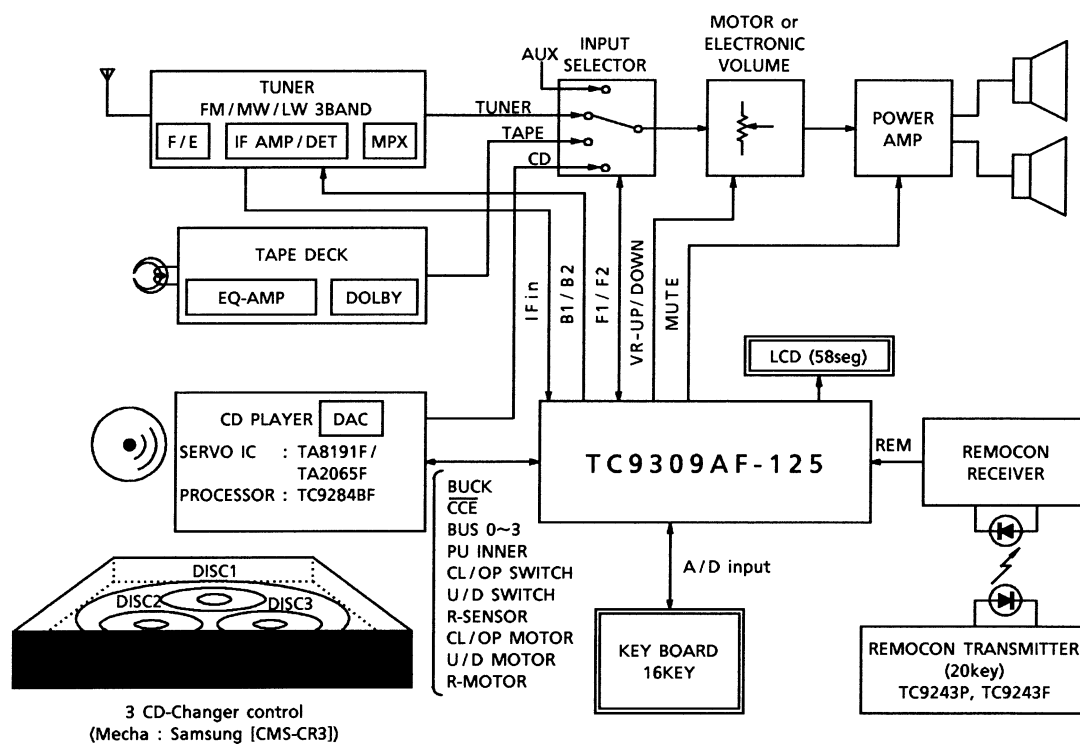 MOTOR or
ELECTRONIC
VOLUME
INPUT
SELECTOR
AUX
TUNER
FM/MW/LW 3BAND
F/E
IF AMP/DET
MPX
TUNER
TAPE
CD
POWER
AMP
TAPE DECK
EQ-AMP
DOLBY
IFin
B1/B2
F1/F2
VR-UP/DOWN
MUTE
LCD (58seg)
CD PLAYER
DAC
SERVO IC : TA8191F/
TA2065F
PROCESSOR : TC9284BF
TC9309AF-125
REM
REMOCON
RECEIVER
BUCK
CCE
BUS 0~3
PU INNER
CL/OP SWITCH
U/D SWITCH
R-SENSOR
CL/OP MOTOR
U/D MOTOR
R-MOTOR
A/D input
KEY BOARD
16KEY
REMOCON TRANSMITTER
(20key)
TC9243P, TC9243F
DISC1
DISC2
DISC3
3 CD-Changer control
(Mecha : Samsung [CMS-CR3])